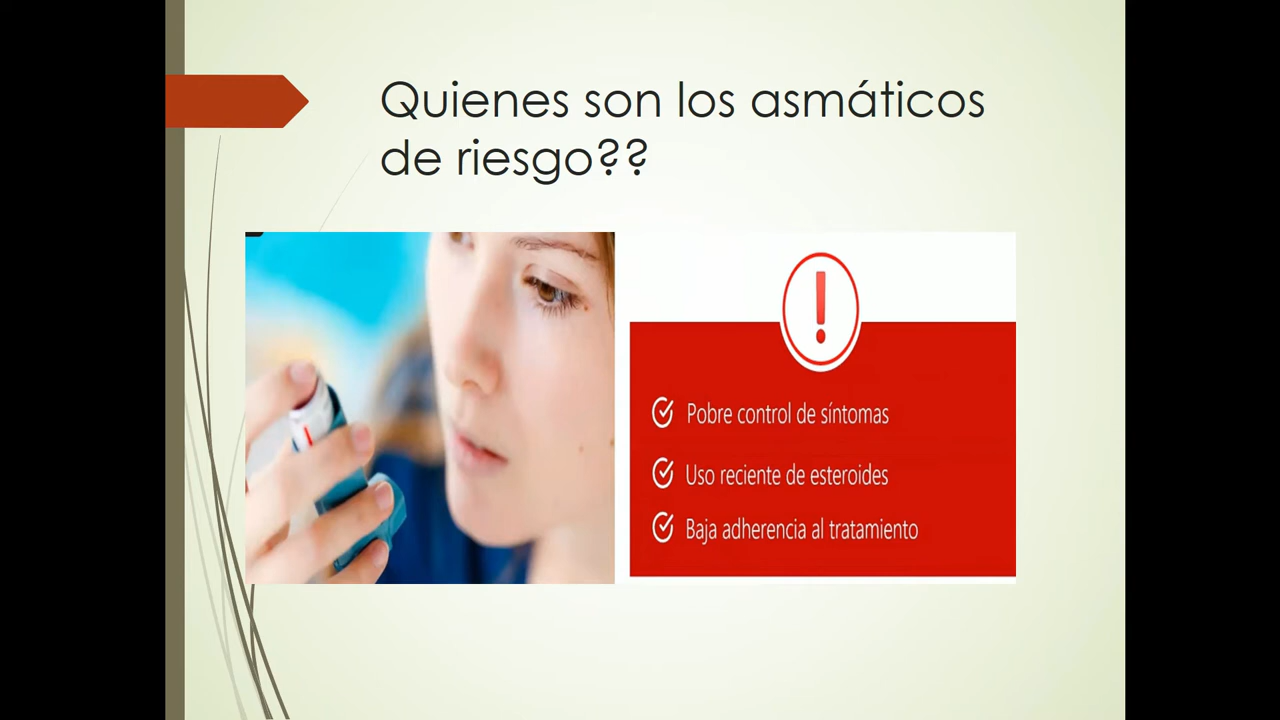 Quienes son los asmáticos
de riesgo??
Pobre control de síntomas
Uso reciente de esteroides
Baja adherencia al tratamiento